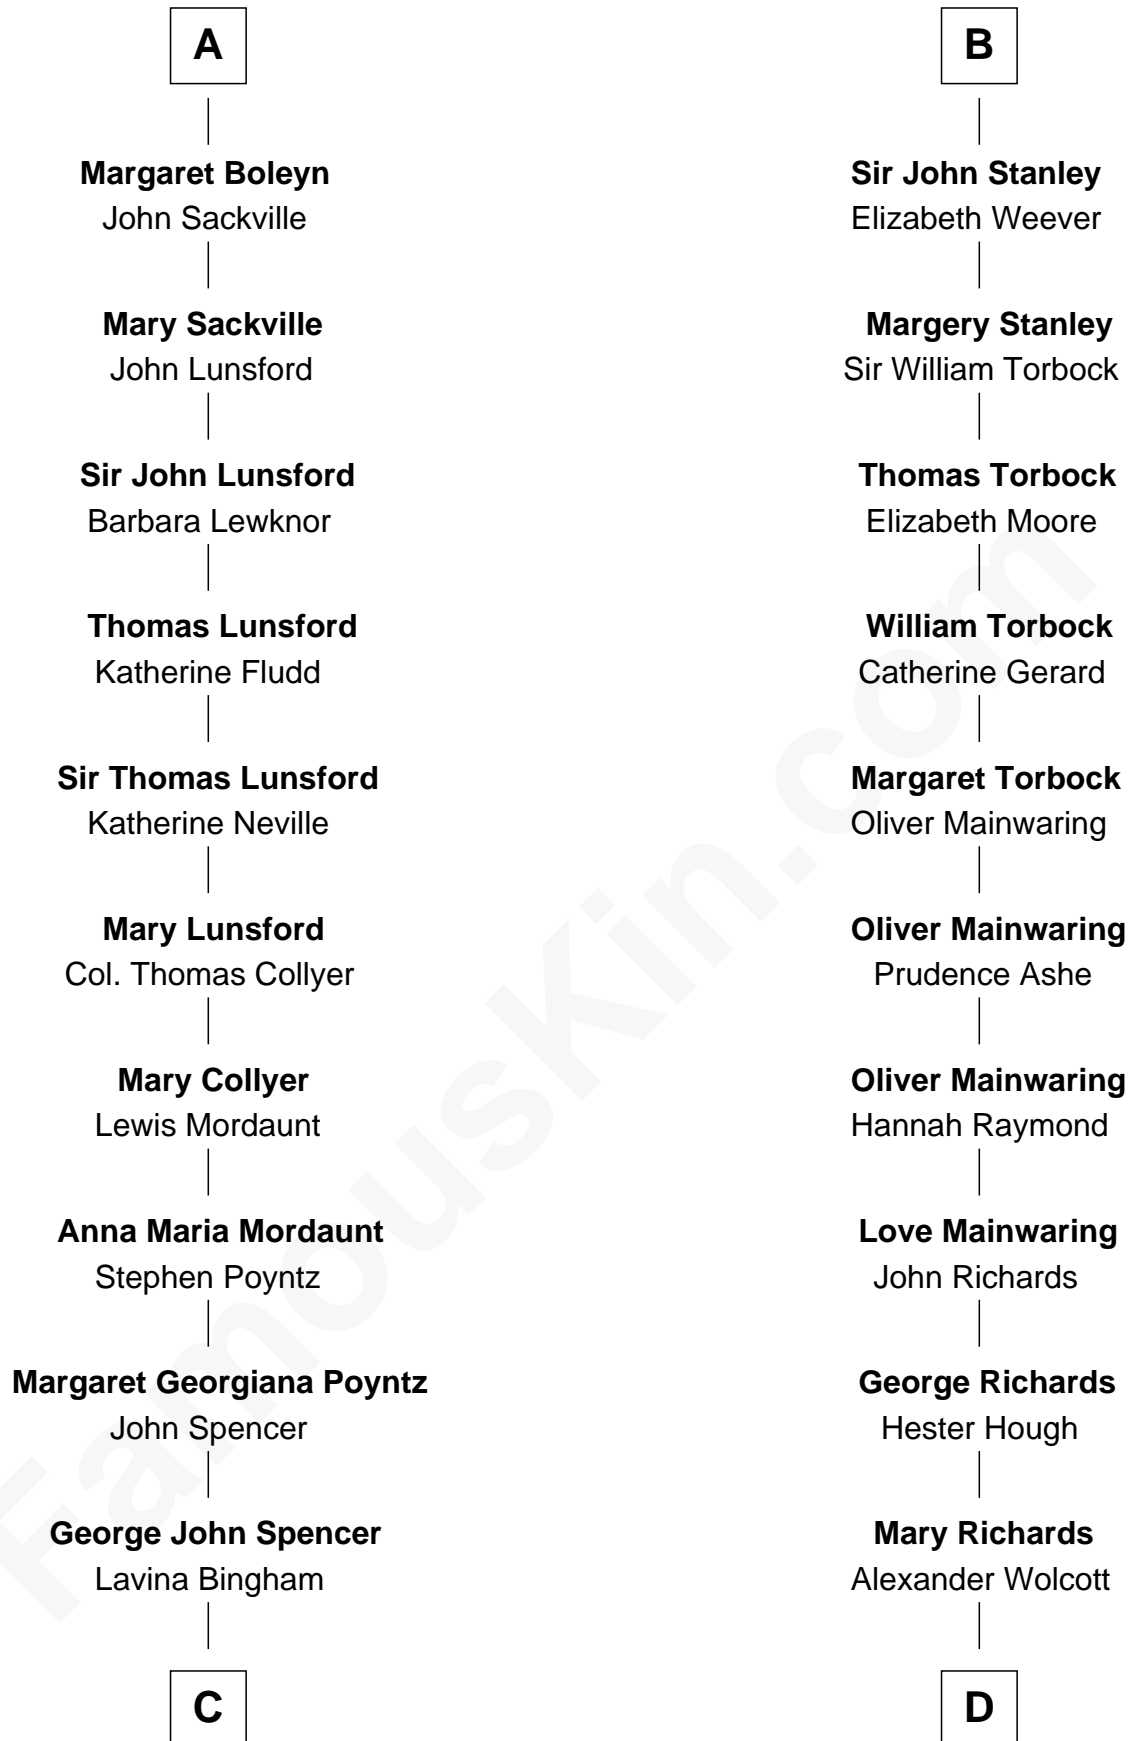 A
Margaret Boleyn
John Sackville
Mary Sackville
John Lunsford
Sir John Lunsford
Barbara Lewknor
Thomas Lunsford
Katherine Fludd
Sir Thomas Lunsford
Katherine Neville
Mary Lunsford
Col. Thomas Collyer
Mary Collyer
Lewis Mordaunt
Anna Maria Mordaunt
Stephen Poyntz
Margaret Georgiana Poyntz
John Spencer
George John Spencer
Lavina Bingham
C
B
Sir John Stanley
Elizabeth Weever
Margery Stanley
Sir William Torbock
Thomas Torbock
Elizabeth Moore
William Torbock
Catherine Gerard
Margaret Torbock
Oliver Mainwaring
Oliver Mainwaring
Prudence Ashe
Oliver Mainwaring
Hannah Raymond
Love Mainwaring
John Richards
George Richards
Hester Hough
Mary Richards
Alexander Wolcott
D
FamousKin.com